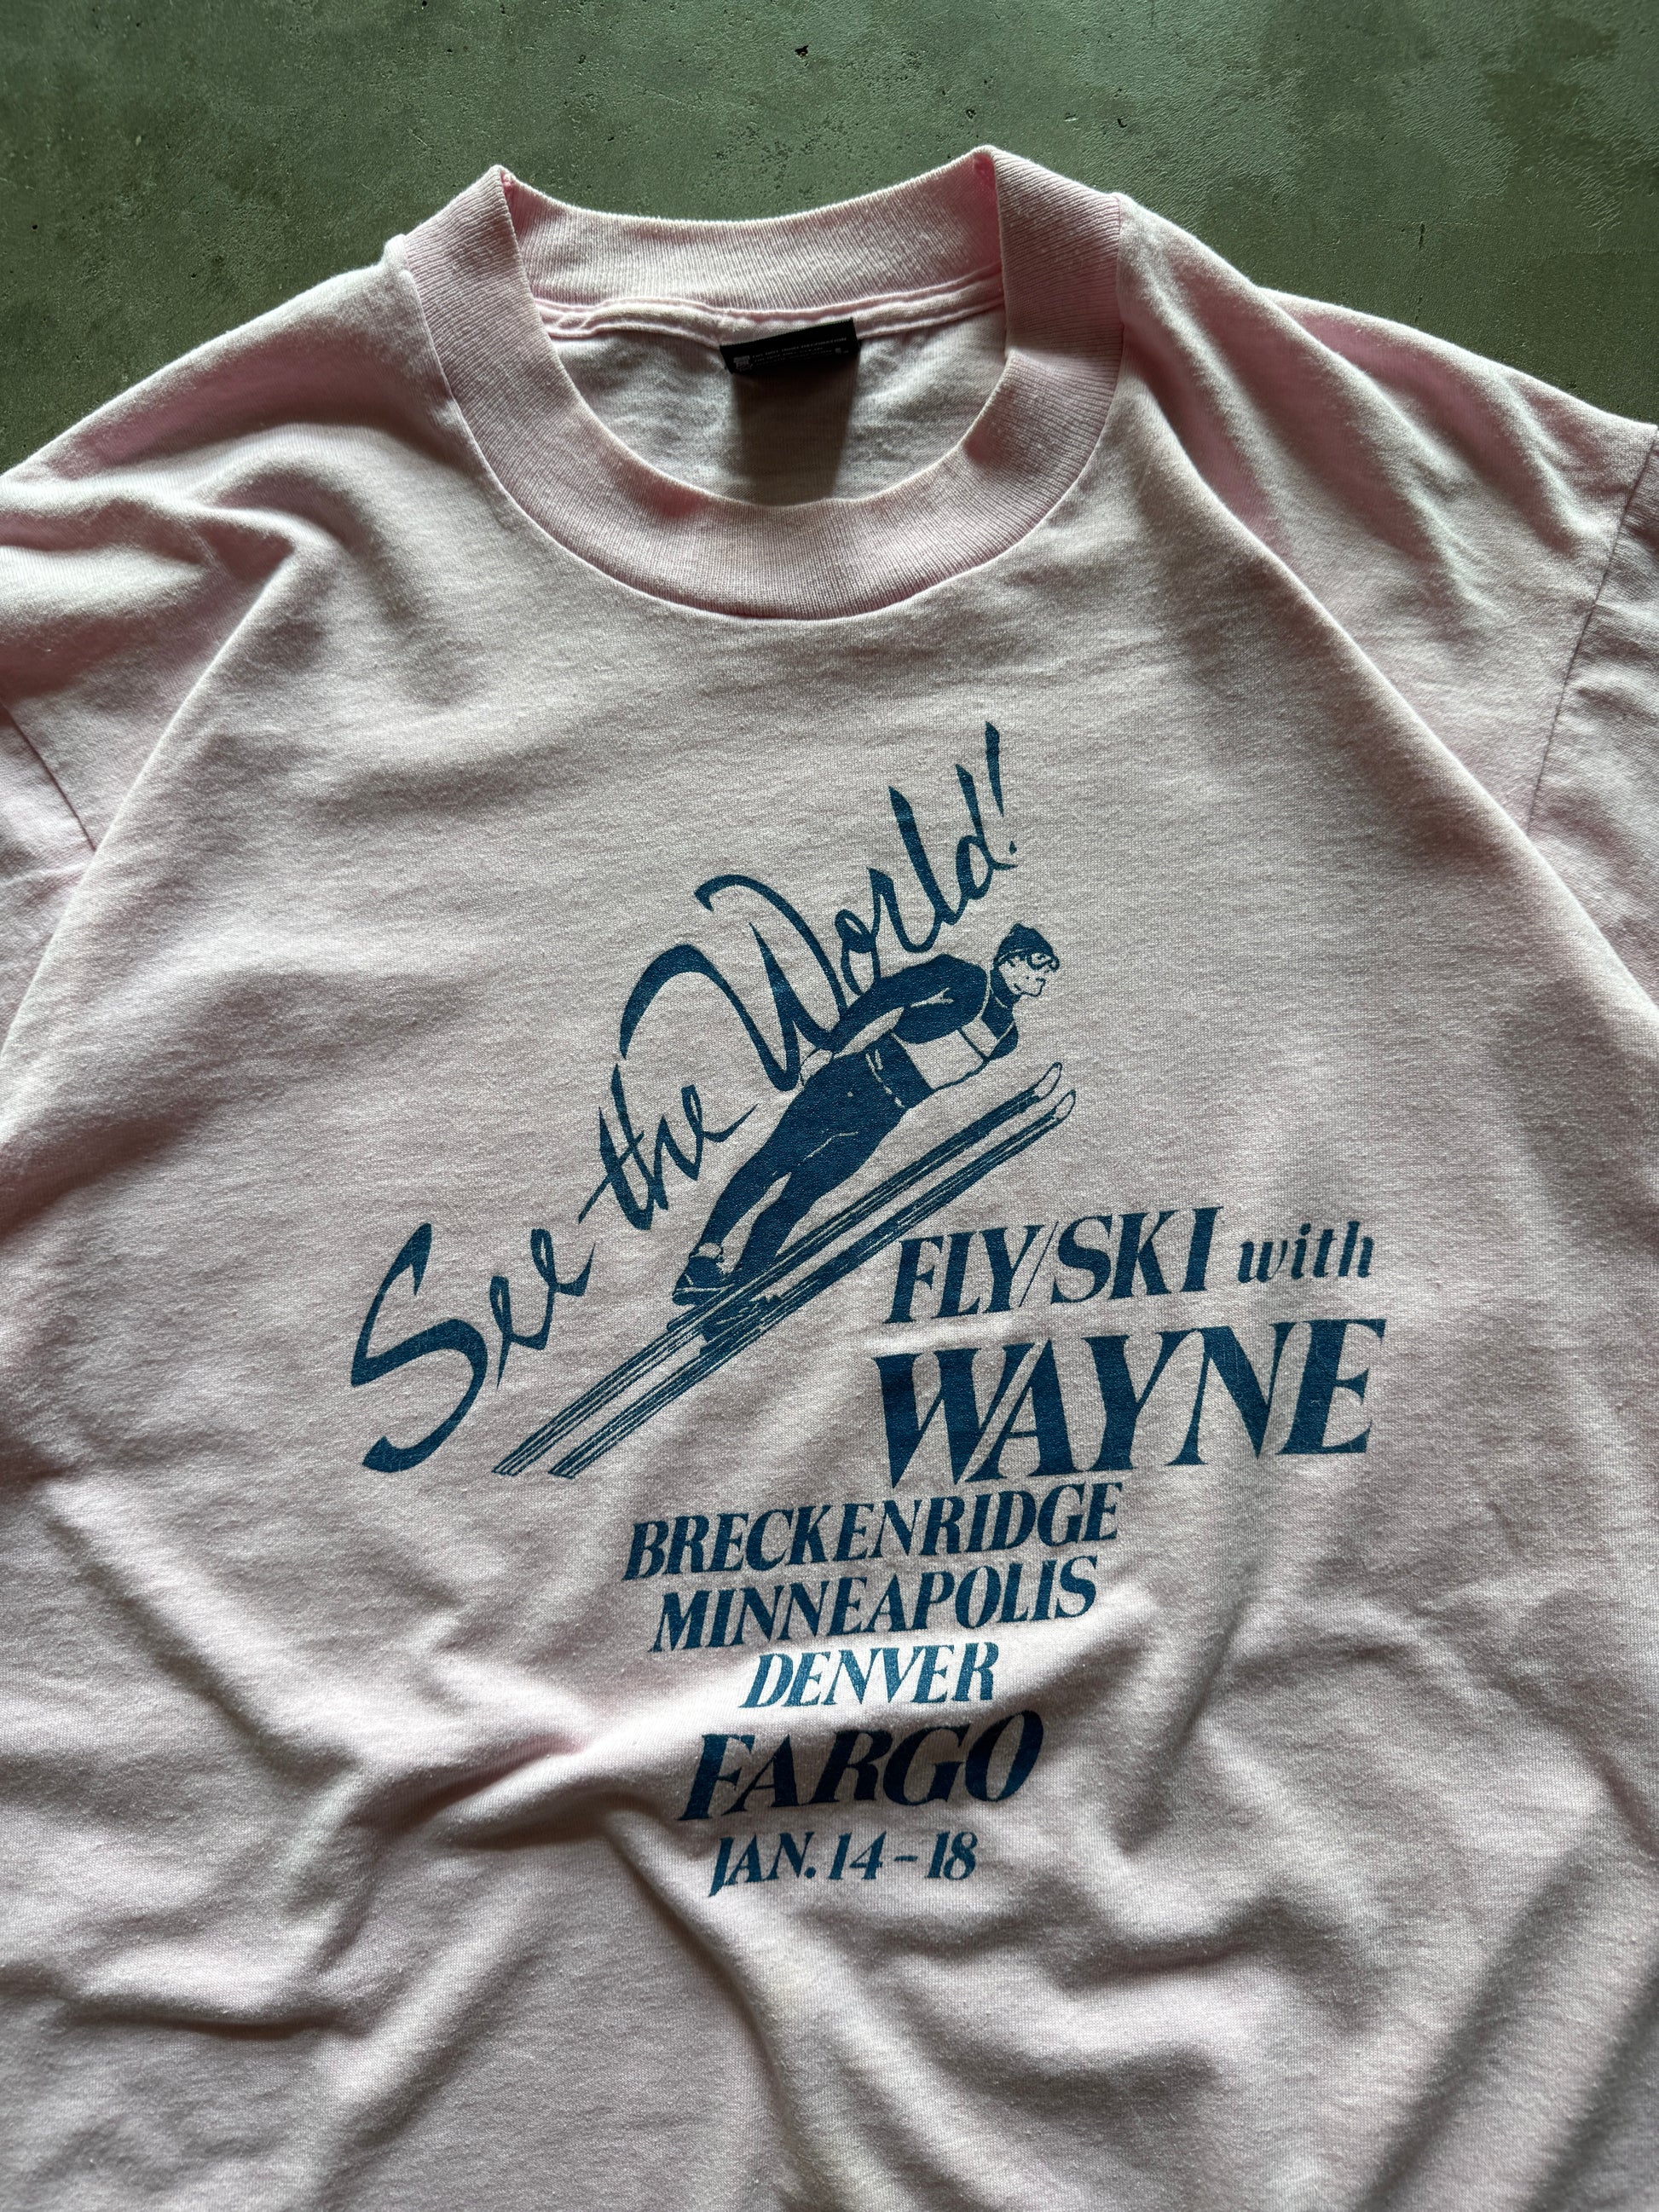 See the World!
FLY/SKI with
WAYNE
BRECKENRIDGE
MINNEAPOLIS
DENVER
FARGO
JAN. 14-18